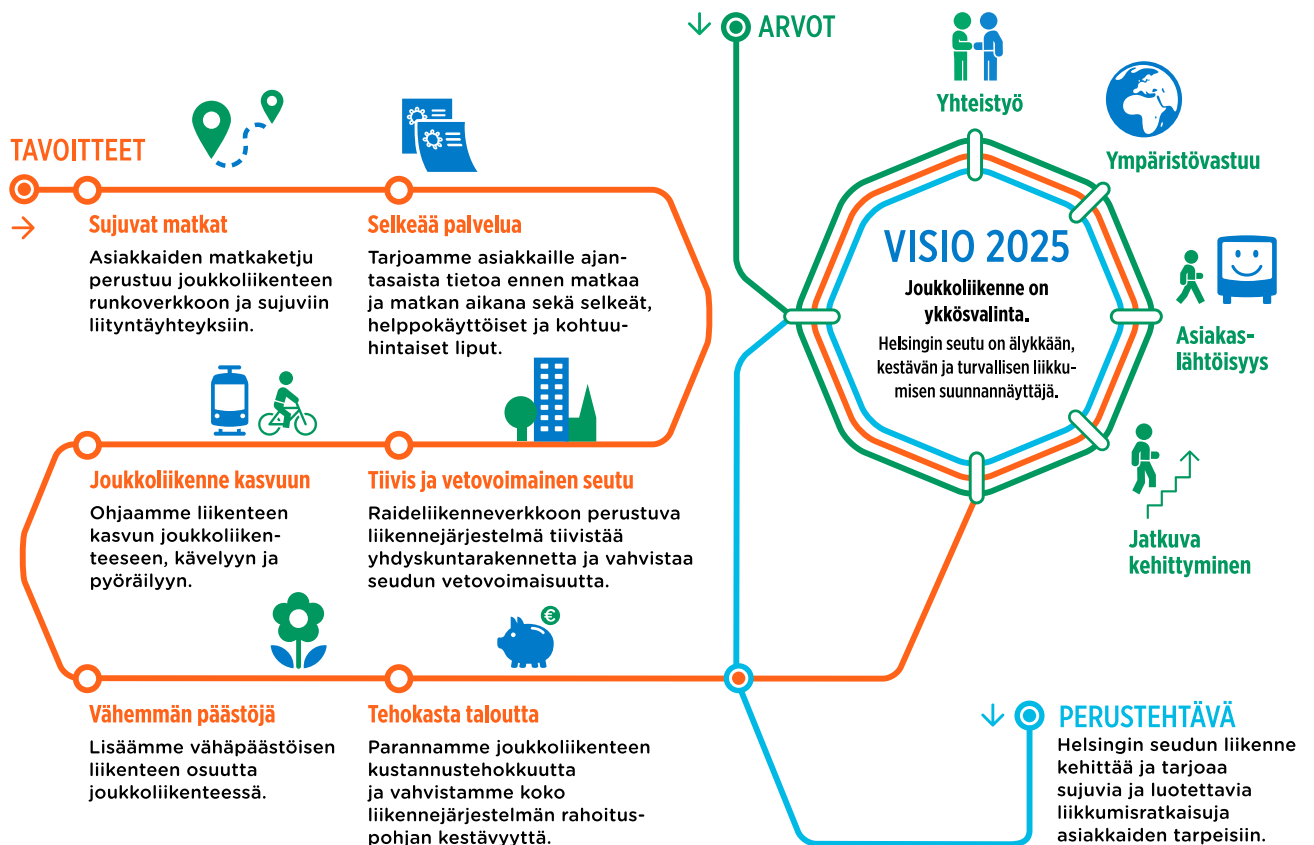 TAVOITTEET
Sujuvat matkat
Asiakkaiden matkaketju
perustuu joukkoliikenteen
runkoverkkoon ja sujuviin
liityntäyhteyksiin.
Selkeää palvelua
Tarjoamme asiakkaille ajan-
tasaista tietoa ennen matkaa
ja matkan aikana sekä selkeät,
helppokäyttöiset ja kohtuu-
hintaiset liput.
Joukkoliikenne kasvuun
Ohjaamme liikenteen
kasvun joukkoliiken-
teeseen, kävelyyn ja
pyöräilyyn.
Tiivis ja vetovoimainen seutu
Raideliikenneverkkoon perustuva
liikennejärjestelmä tiivistää
yhdyskuntarakennetta ja vahvistaa
seudun vetovoimaisuutta.
Vähemmän päästöjä
Lisäämme vähäpäästöisen
liikenteen osuutta
joukkoliikenteessä.
€
Tehokasta taloutta
Parannamme joukkoliikenteen
kustannustehokkuutta
ja vahvistamme koko
liikennejärjestelmän rahoitus-
pohjan kestävyyttä.
ARVOT
Yhteistyö
Ympäristövastuu
Asiakas-
lähtöisyys
Jatkuva
kehittyminen
VISIO 2025
Joukkoliikenne on
ykkösvalinta.
Helsingin seutu on älykkään,
kestävän ja turvallisen liikku-
misen suunnannäyttäjä.
PERUSTEHTÄVÄ
Helsingin seudun liikenne
kehittää ja tarjoaa
sujuvia ja luotettavia
liikkumisratkaisuja
asiakkaiden tarpeisiin.